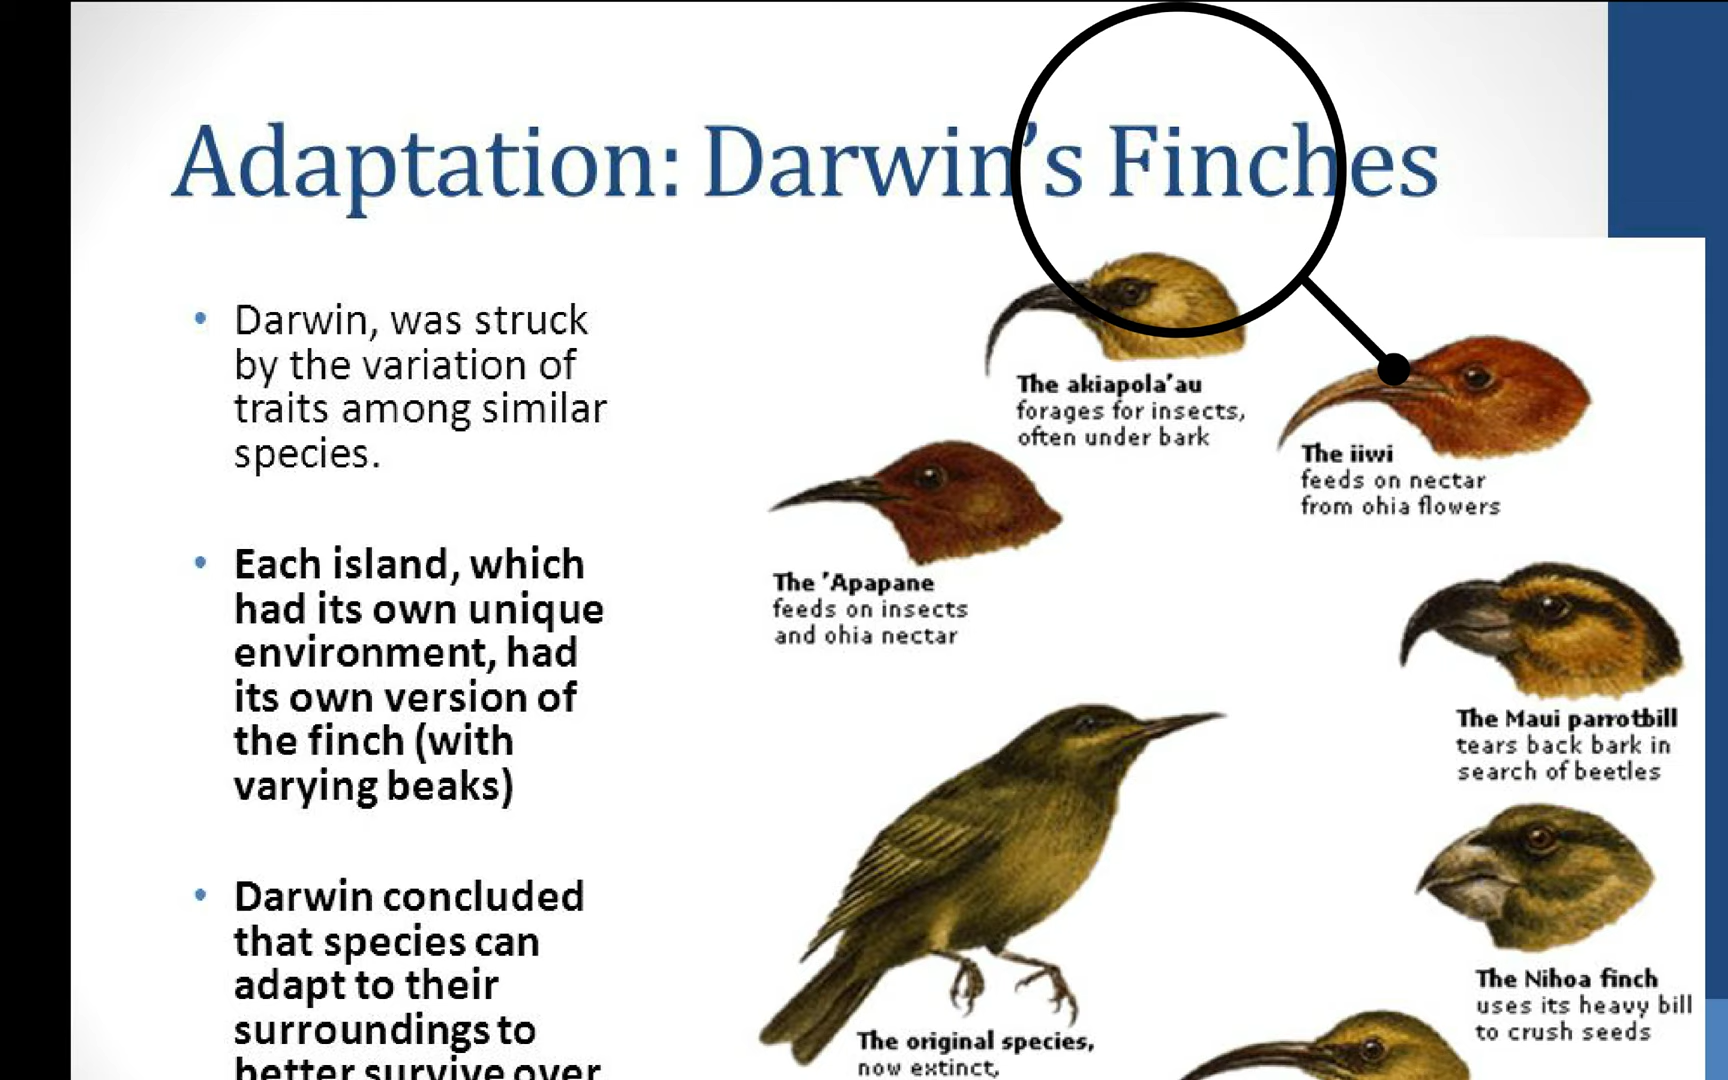 Adaptation: Darwin’s Finches
• Darwin, was struck
by the variation of
traits among similar
species.
• Each island, which
had its own unique
environment, had
its own version of
the finch (with
varying beaks)
• Darwin concluded
that species can
adapt to their
surroundings to
better survive over
The akiapola’au
forages for insects,
often under bark
The iiwi
feeds on nectar
from ohia flowers
The ’Apapane
feeds on insects
and ohia nectar
The Maui parrotbill
tears back bark in
search of beetles
The Nihoa finch
uses its heavy bill
to crush seeds
The original species,
now extinct,